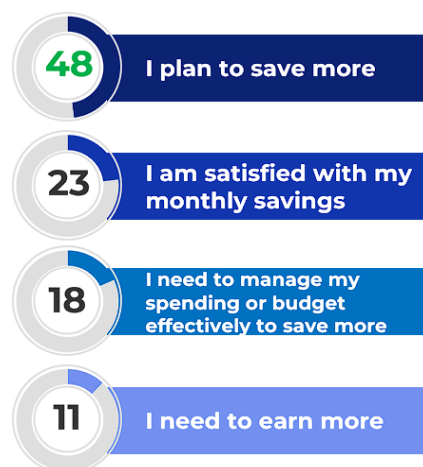 48
I plan to save more
23
I am satisfied with my
monthly savings
18
I need to manage my
spending or budget
effectively to save more
11
I need to earn more